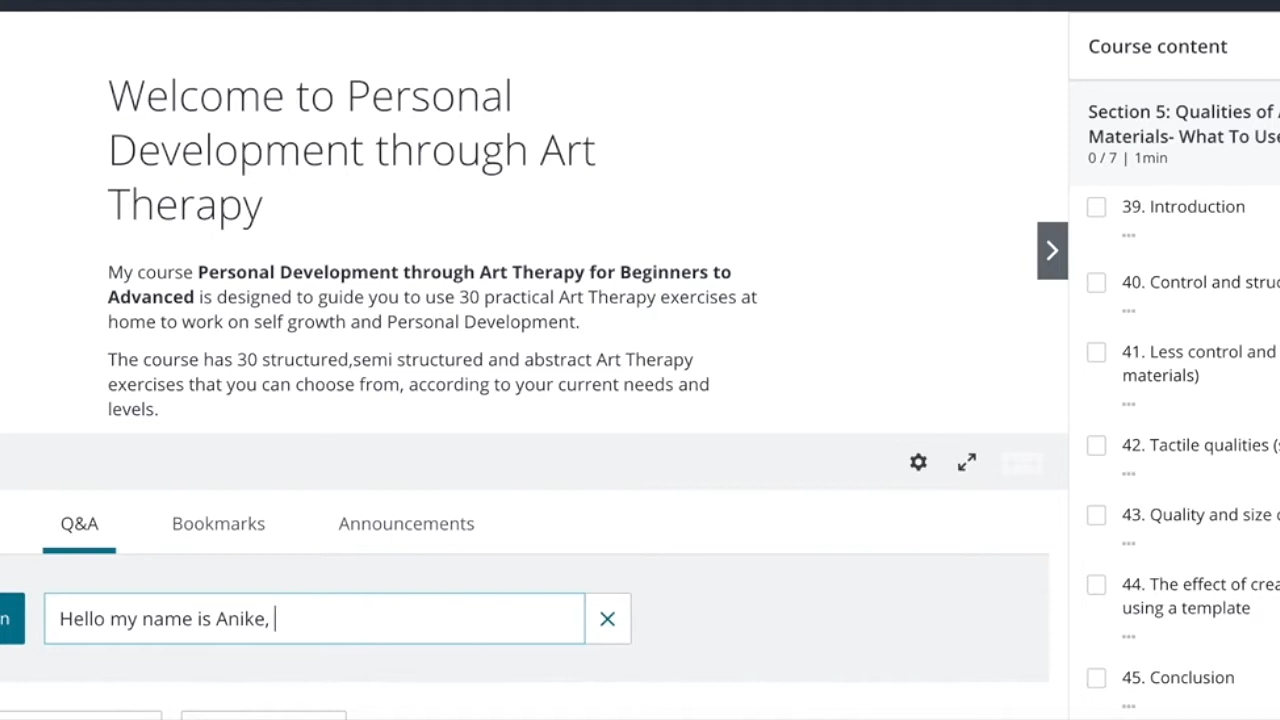 Welcome to Personal
Development through Art
Therapy
My course Personal Development through Art Therapy for Beginners to
Advanced is designed to guide you to use 30 practical Art Therapy exercises at
home to work on self growth and Personal Development.
The course has 30 structured,semi structured and abstract Art Therapy
exercises that you can choose from, according to your current needs and
levels.
Q&A
Bookmarks
Announcements
n
Hello my name is Anike,
Course content
Section 5: Qualities of
Materials- What To Use
0 / 7 | 1min
39. Introduction
40. Control and struc
41. Less control and
materials)
42. Tactile qualities (s
43. Quality and size
44. The effect of crea
using a template
45. Conclusion